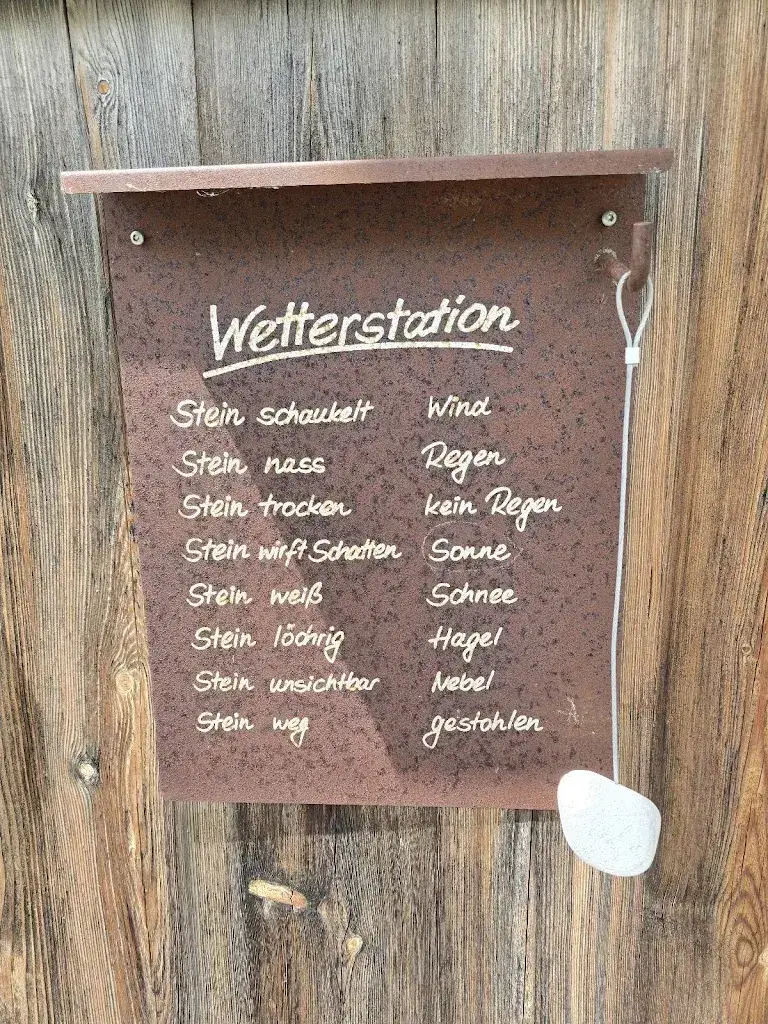 Wetterstation
Stein schaukelt Wind
Stein nass Regen
Stein trocken kein Regen
Stein wirft Schatten Sonne
Stein weiß Schnee
Stein löchrig Hagel
Stein unsichtbar Nebel
Stein weg gestohlen